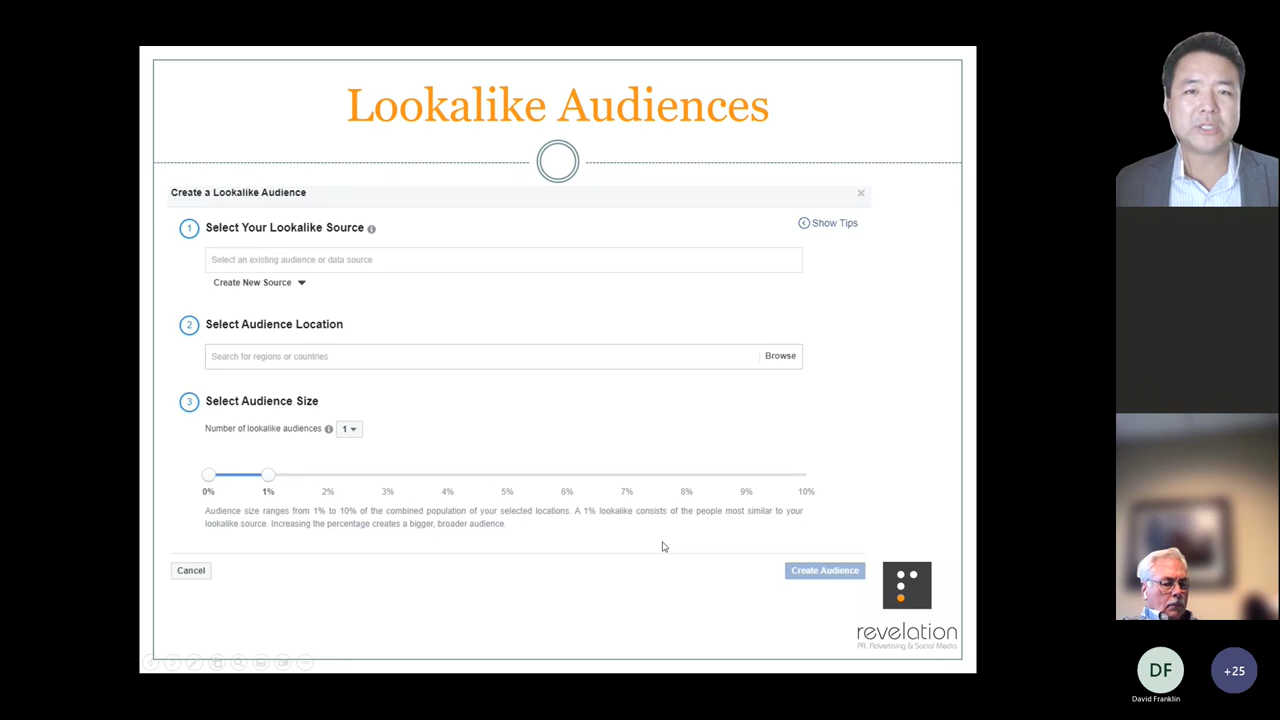 Lookalike Audiences
Create a Lookalike Audience
×
1 Select Your Lookalike Source
Show Tips
Select an existing audience or data source
Create New Source
2 Select Audience Location
Search for regions or countries
Browse
3 Select Audience Size
Number of lookalike audiences 1
0% 1% 2% 3% 4% 5% 6% 7% 8% 9% 10%
Audience size ranges from 1% to 10% of the combined population of your selected locations. A 1% lookalike consists of the people most similar to your
lookalike source. Increasing the percentage creates a bigger, broader audience.
Cancel
Create Audience
revelation
PR, Advertising & Social Media
DF
David Franklin
+25